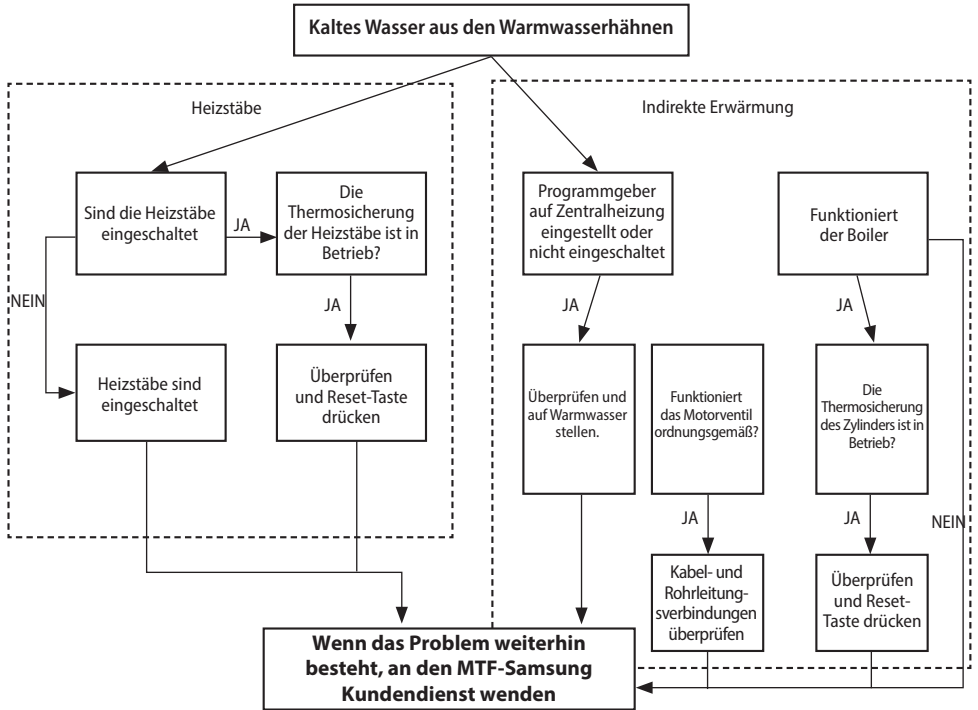 Kaltes Wasser aus den Warmwasserhähnen
Heizstäbe
Indirekte Erwärmung
Sind die Heizstäbe
eingeschaltet
JA
Die
Thermosicherung
der Heizstäbe ist in
Betrieb?
Programmgeber
auf Zentralheizung
eingestellt oder
nicht eingeschaltet
Funktioniert
der Boiler
NEIN
JA
JA
JA
Heizstäbe sind
eingeschaltet
Überprüfen
und Reset-Taste
drücken
Überprüfen und
auf Warmwasser
stellen.
Funktioniert
das Motorventil
ordnungsgemäß?
Die
Thermosicherung
des Zylinders ist in
Betrieb?
JA
JA
NEIN
Kabel- und
Rohrleitungs-
verbindungen
überprüfen
Überprüfen
und Reset-
Taste drücken
Wenn das Problem weiterhin
besteht, an den MTF-Samsung
Kundendienst wenden